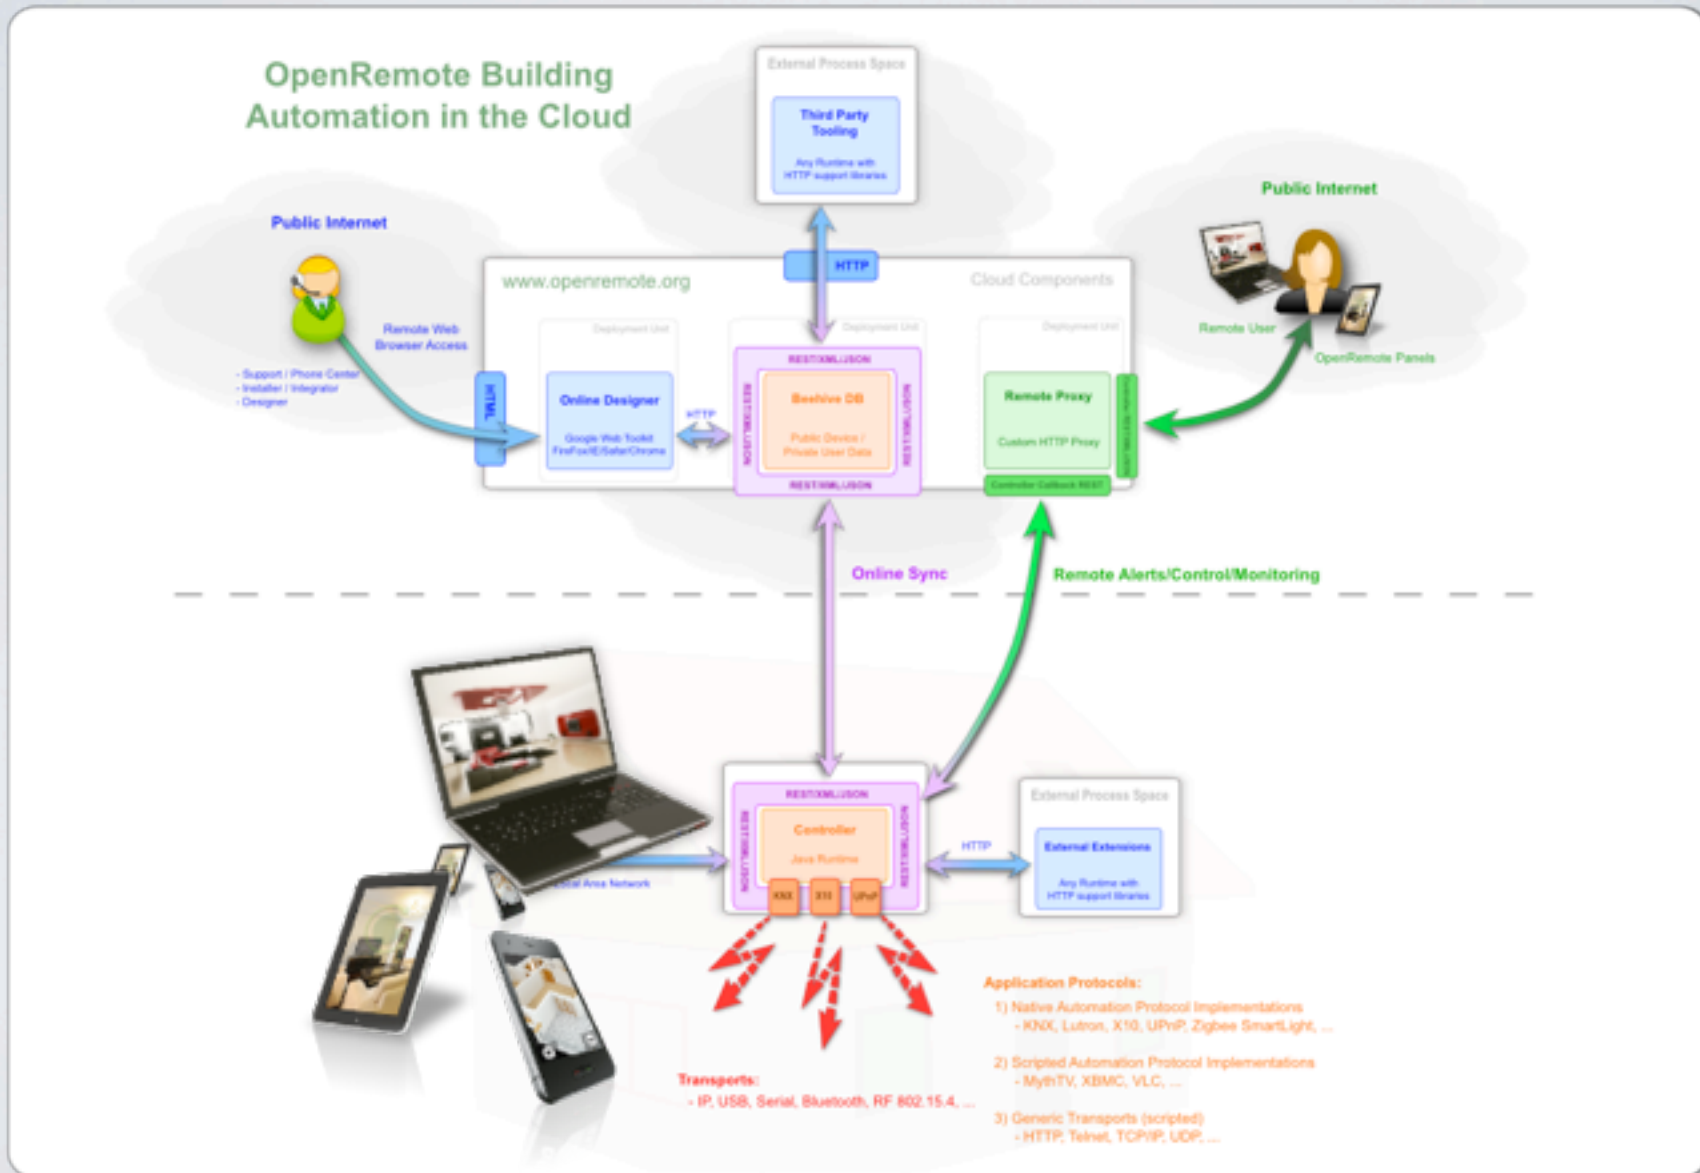 OpenRemote Building
Automation in the Cloud
External Process Space
Third Party
Tooling
Any Runtime with
HTTP support libraries
Public Internet
Public Internet
HTTP
www.openremote.org
Cloud Components
Remote Web
Browser Access
- Support / Phone Center
- Installer / Integrator
- Designer
Remote User
OpenRemote Panels
Deployment Unit
Deployment Unit
Deployment Unit
HTML
Online Designer
Google Web Toolkit
FireFox/IE/Safari/Chrome
HTTP
REST/XML/JSON
REST/XML/JSON
Beehive DB
Public Device /
Private User Data
REST/XML/JSON
REST/XML/JSON
Remote Proxy
Custom HTTP Proxy
Controller Callback REST
Online Sync
Remote Alerts/Control/Monitoring
REST/XML/JSON
REST/XML/JSON
Controller
Java Runtime
REST/XML/JSON
KNX
X10
UPnP
Local Area Network
HTTP
External Process Space
External Extensions
Any Runtime with
HTTP support libraries
Application Protocols:
1) Native Automation Protocol Implementations
- KNX, Lutron, X10, UPnP, Zigbee SmartLight, ...
2) Scripted Automation Protocol Implementations
- MythTV, XBMC, VLC, ...
3) Generic Transports (scripted)
- HTTP, Telnet, TCP/IP, UDP, ...
Transports:
- IP, USB, Serial, Bluetooth, RF 802.15.4, ...